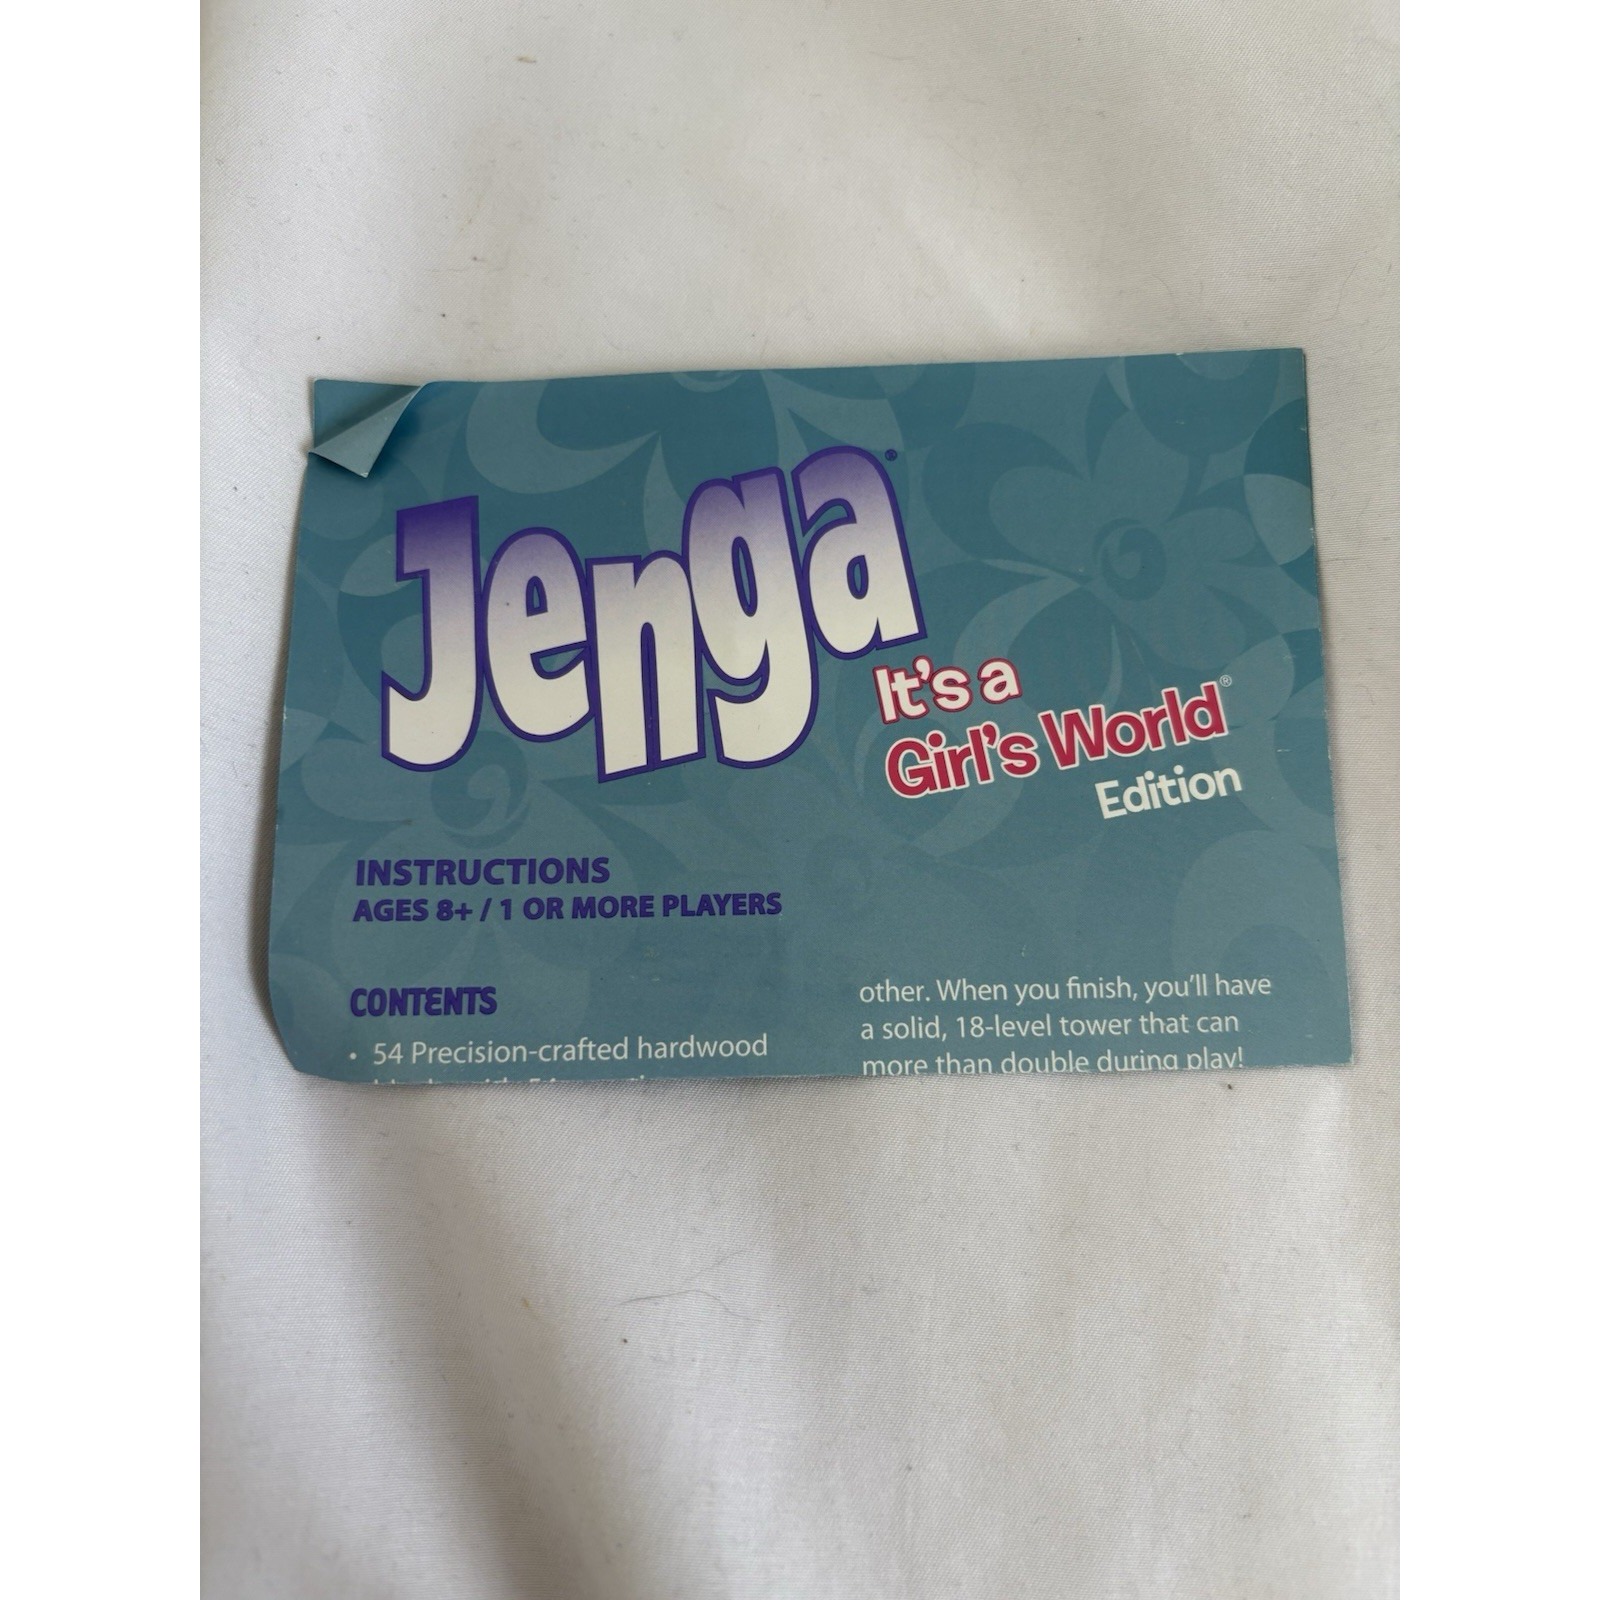 Jenga®
It's a
Girl's World®
Edition
INSTRUCTIONS
AGES 8+ / 1 OR MORE PLAYERS
CONTENTS
• 54 Precision-crafted hardwood
other. When you finish, you'll have
a solid, 18-level tower that can
more than double during play!